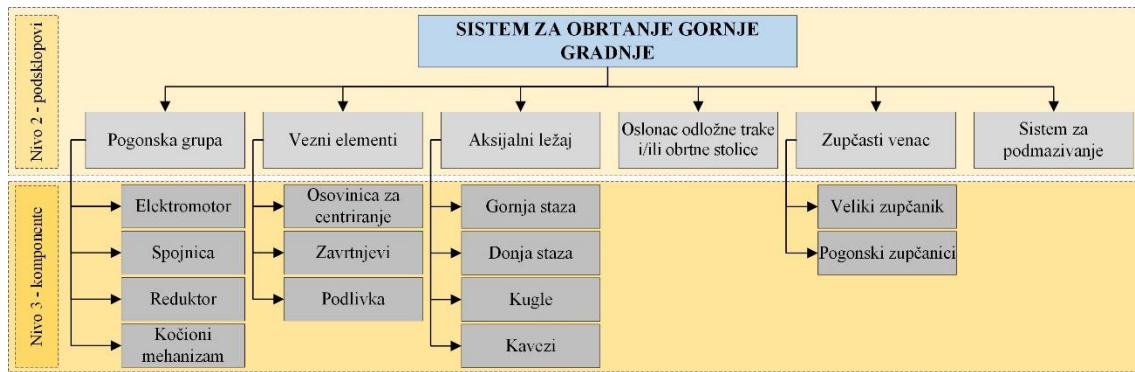 SISTEM ZA OBRTANJE GORNJE
GRADNJE
Nivo 2 - podsklopovi
Pogonska grupa
Vezni elementi
Aksijalni ležaj
Oslonac odložne trake
i/ili obrtne stolice
Zupčasti venac
Sistem za
podmazivanje
Nivo 3 - komponente
Elektromotor
Spojnica
Reduktor
Kočioni
mehanizam
Osovinica za
centriranje
Zavrtnjevi
Podlivka
Gornja staza
Donja staza
Kugle
Kavezi
Veliki zupčanik
Pogonski zupčanici